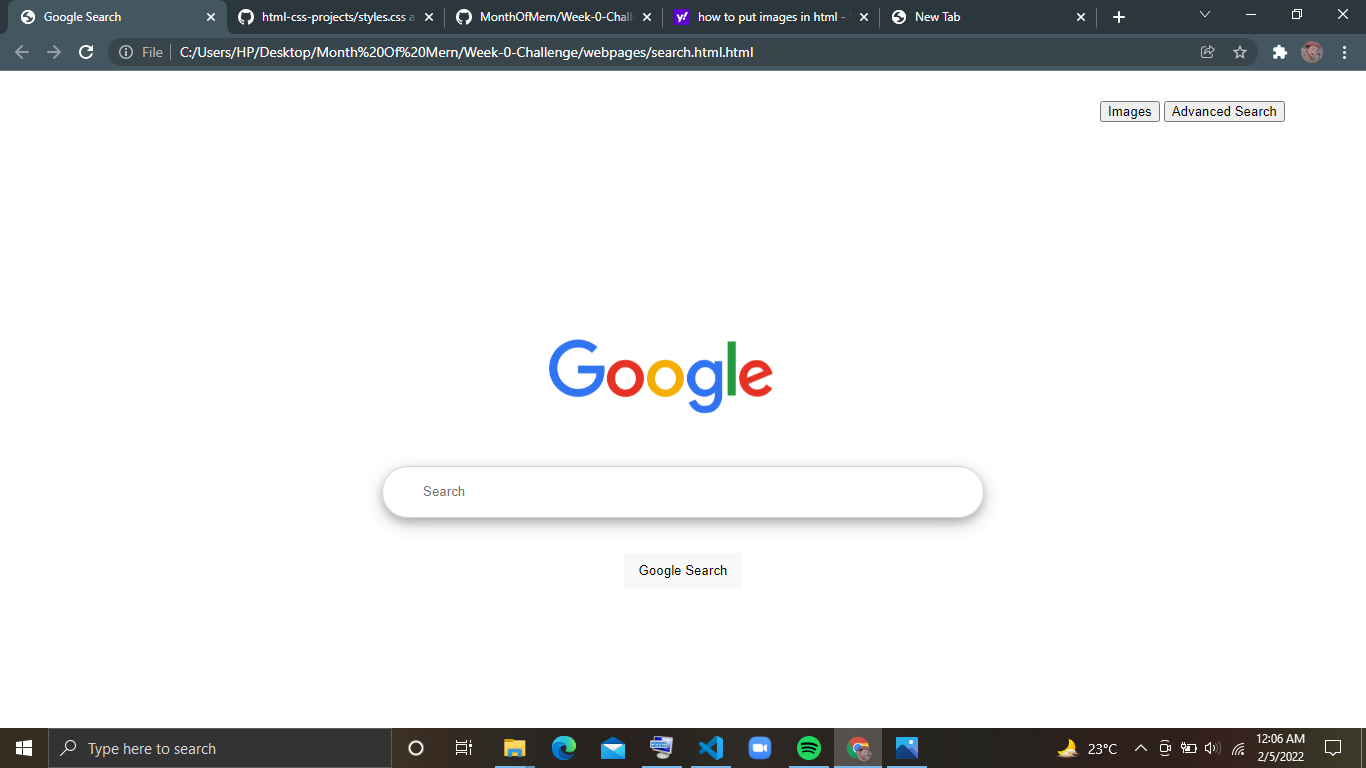 Google Search
html-css-projects/styles.css a
MonthOfMern/Week-0-Chall
how to put images in html -
New Tab
File
C:/Users/HP/Desktop/Month%20Of%20Mern/Week-0-Challenge/webpages/search.html.html
Images
Advanced Search
Google
Search
Google Search
Type here to search
23°C
12:06 AM
2/5/2022